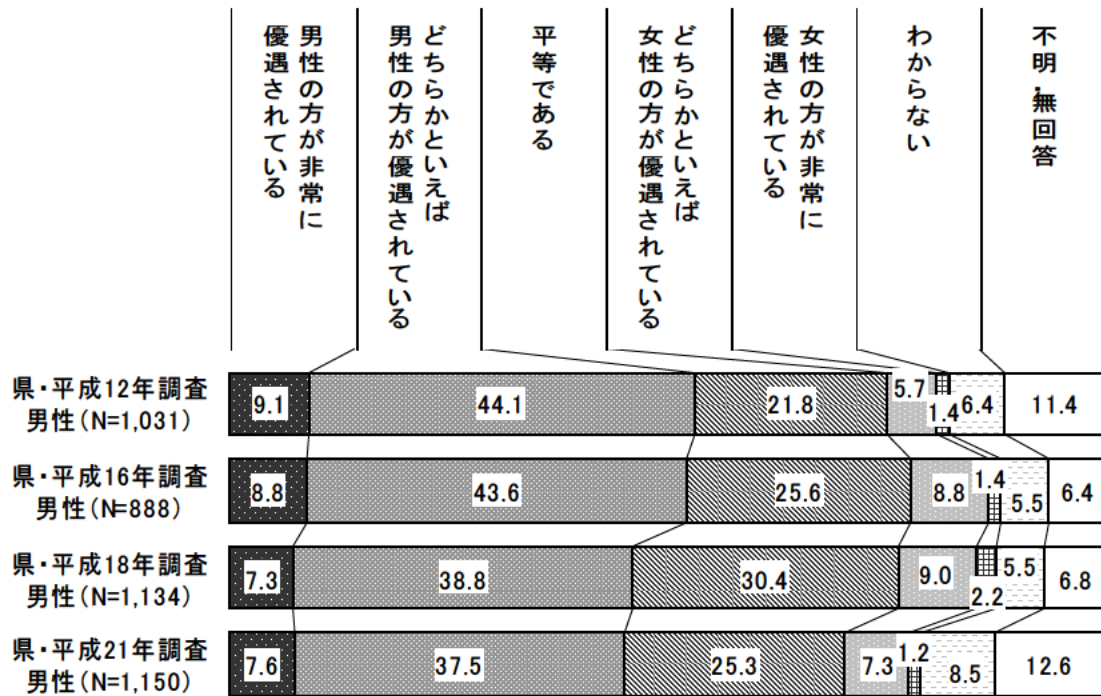 男性の方が非常に
優遇されている
どちらかといえば
男性の方が優遇されている
平等である
どちらかといえば
女性の方が優遇されている
女性の方が非常に
優遇されている
わからない
不明・無回答
県・平成12年調査
男性(N=1,031)
9.1 44.1 21.8 5.7 1.4 6.4 11.4
県・平成16年調査
男性(N=888)
8.8 43.6 25.6 8.8 1.4 5.5 6.4
県・平成18年調査
男性(N=1,134)
7.3 38.8 30.4 9.0 2.2 5.5 6.8
県・平成21年調査
男性(N=1,150)
7.6 37.5 25.3 7.3 1.2 8.5 12.6